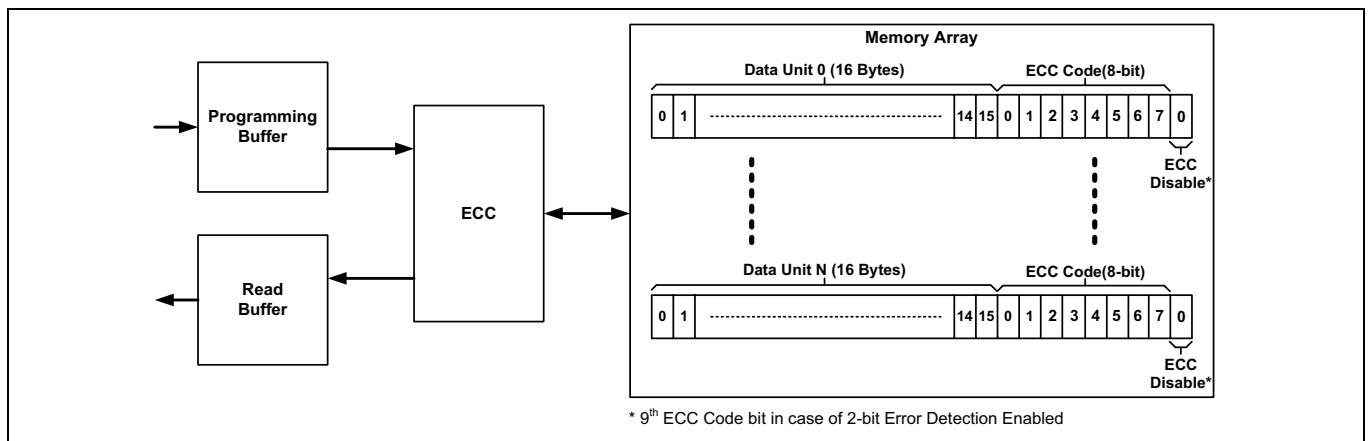 Memory Array
Data Unit 0 (16 Bytes) ECC Code(8-bit)
0 1 14 15 0 1 2 3 4 5 6 7 0
ECC
Disable*
Programming
Buffer
ECC
Read
Buffer
Data Unit N (16 Bytes) ECC Code(8-bit)
0 1 14 15 0 1 2 3 4 5 6 7 0
ECC
Disable*
* 9th ECC Code bit in case of 2-bit Error Detection Enabled